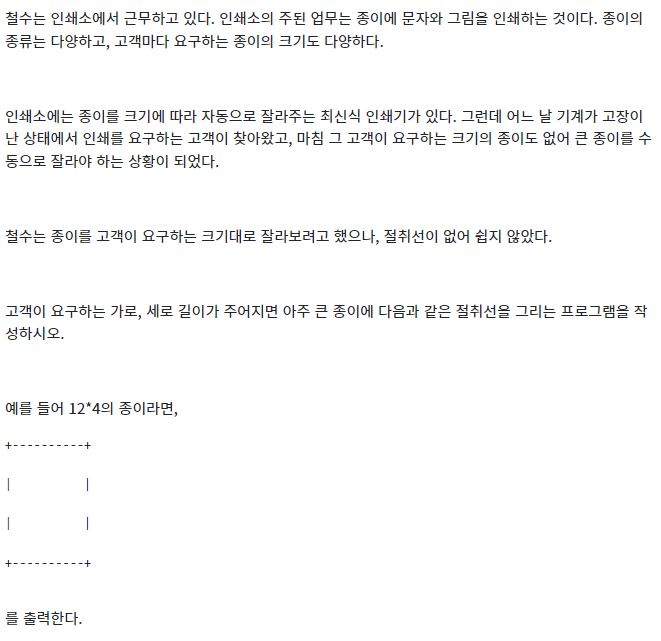 철수는 인쇄소에서 근무하고 있다. 인쇄소의 주된 업무는 종이에 문자와 그림을 인쇄하는 것이다. 종이의
종류는 다양하고, 고객마다 요구하는 종이의 크기도 다양하다.
인쇄소에는 종이를 크기에 따라 자동으로 잘라주는 최신식 인쇄기가 있다. 그런데 어느 날 기계가 고장이
난 상태에서 인쇄를 요구하는 고객이 찾아왔고, 마침 그 고객이 요구하는 크기의 종이도 없어 큰 종이를 수
동으로 잘라야 하는 상황이 되었다.
철수는 종이를 고객이 요구하는 크기대로 잘라보려고 했으나, 절취선이 없어 쉽지 않았다.
고객이 요구하는 가로, 세로 길이가 주어지면 아주 큰 종이에 다음과 같은 절취선을 그리는 프로그램을 작
성하시오.
예를 들어 12*4의 종이라면,
+----------+
|          |
|          |
+----------+
를 출력한다.